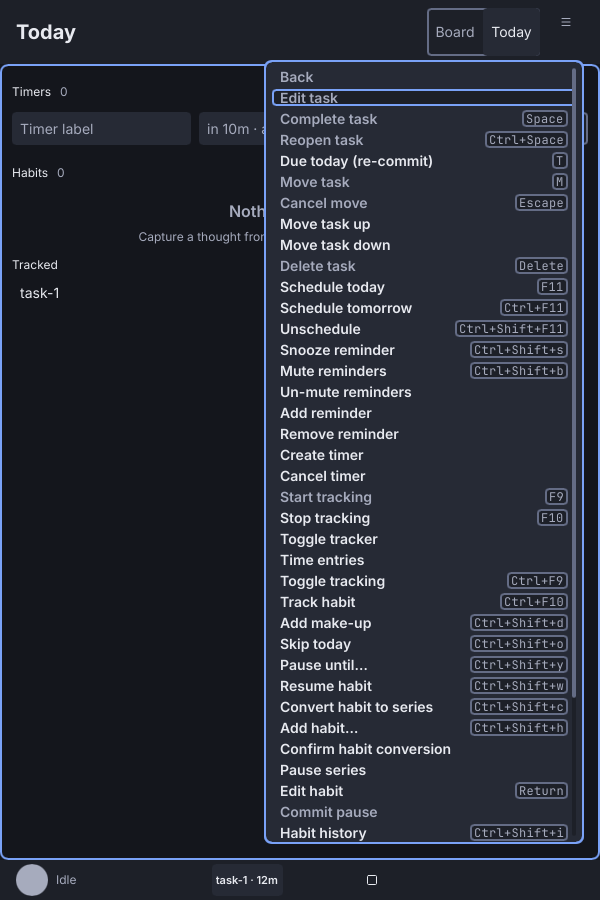 Today
Board
Today
Timers 0
Timer label
in 10m ·
Habits 0
Noth
Capture a thought from
Tracked
task-1
Back
Edit task
Complete task Space
Reopen task Ctrl+Space
Due today (re-commit) T
Move task M
Cancel move Escape
Move task up
Move task down
Delete task Delete
Schedule today F11
Schedule tomorrow Ctrl+F11
Unschedule Ctrl+Shift+F11
Snooze reminder Ctrl+Shift+s
Mute reminders Ctrl+Shift+b
Un-mute reminders
Add reminder
Remove reminder
Create timer
Cancel timer
Start tracking F9
Stop tracking F10
Toggle tracker
Time entries
Toggle tracking Ctrl+F9
Track habit Ctrl+F10
Add make-up Ctrl+Shift+d
Skip today Ctrl+Shift+o
Pause until... Ctrl+Shift+y
Resume habit Ctrl+Shift+w
Convert habit to series Ctrl+Shift+c
Add habit... Ctrl+Shift+h
Confirm habit conversion
Pause series
Edit habit Return
Commit pause
Habit history Ctrl+Shift+i
Idle
task-1 · 12m